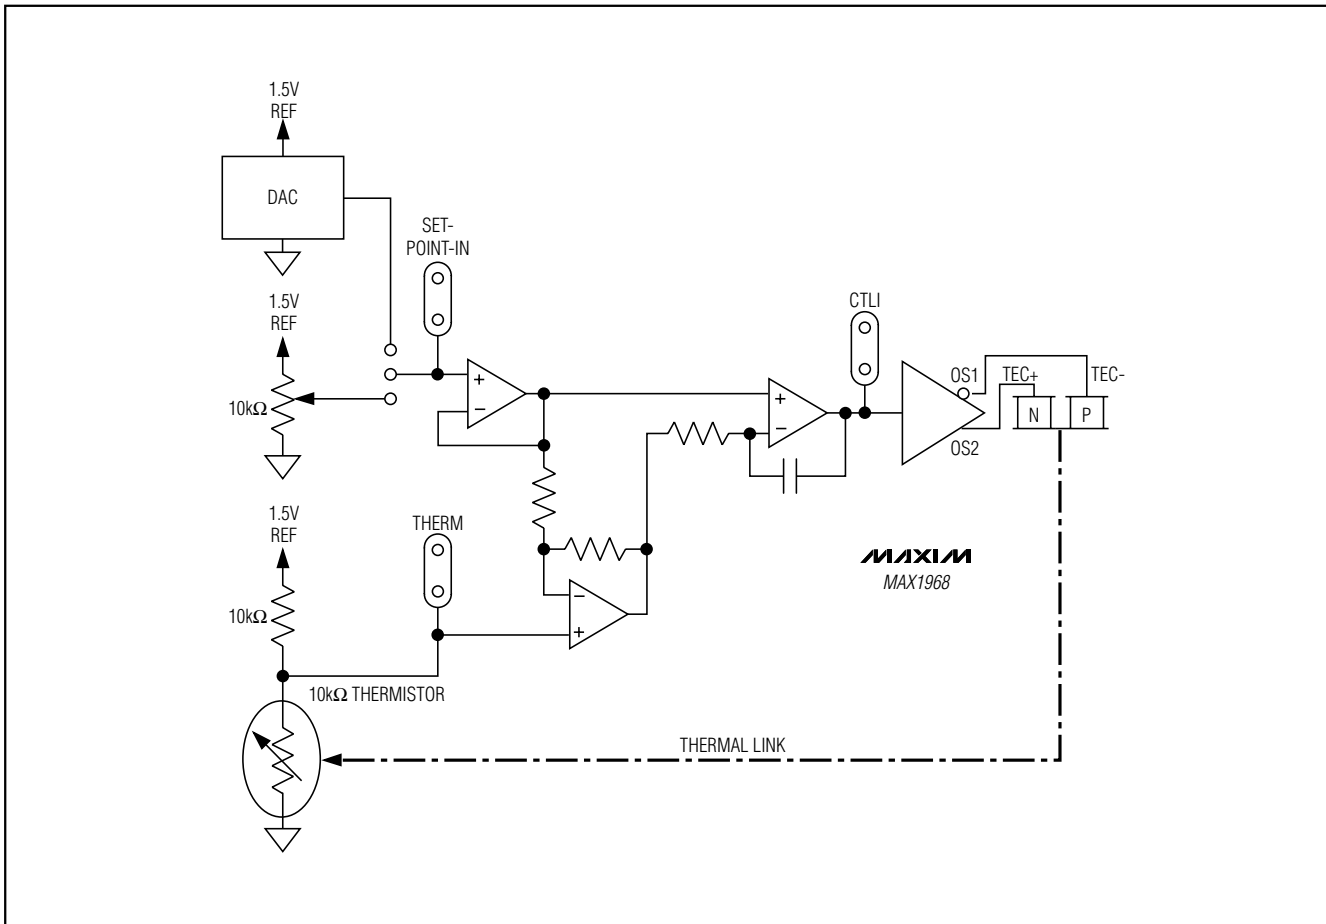 1.5V
REF
DAC
SET-
POINT-IN
1.5V
REF
10kΩ
+
−
CTLI
+
−
OS1
OS2
TEC+
TEC-
N
P
1.5V
REF
THERM
10kΩ
−
+
MAXIM
MAX1968
10kΩ THERMISTOR
THERMAL LINK